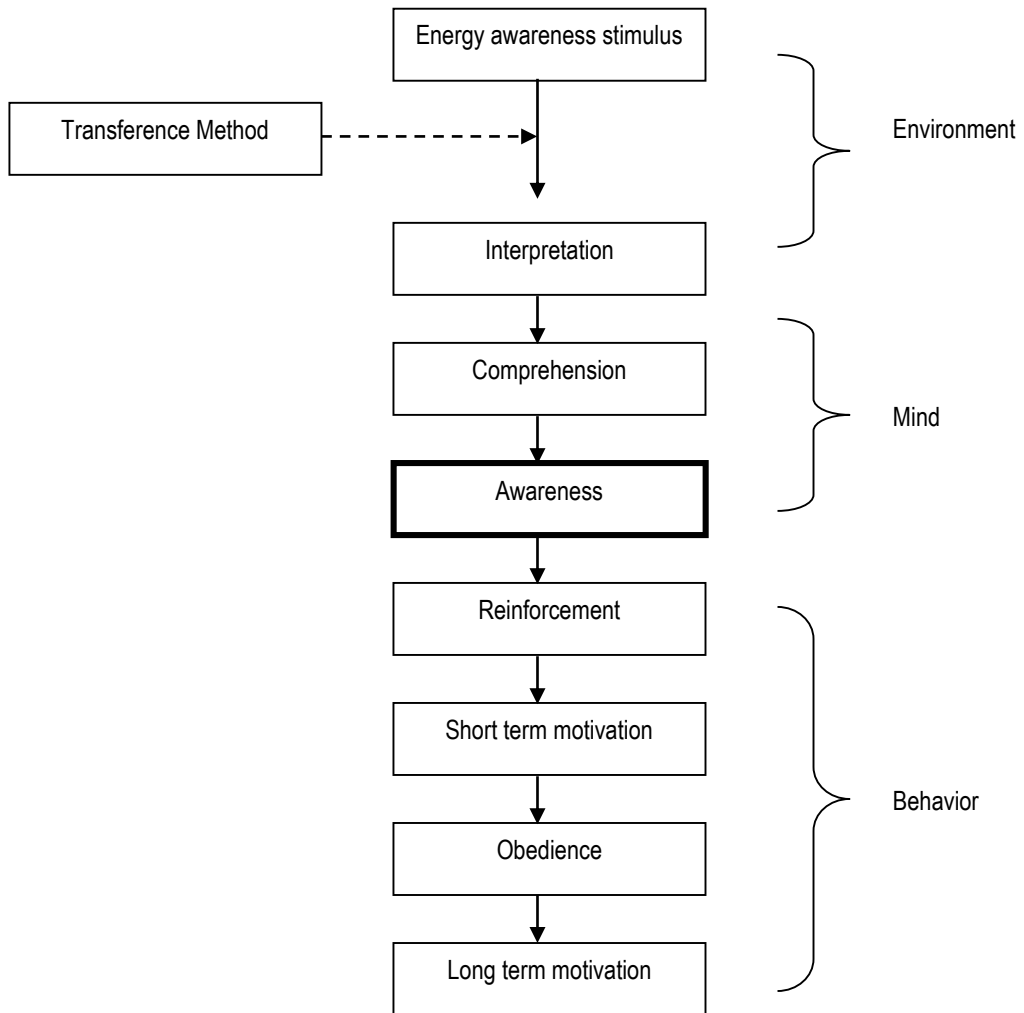 Energy awareness stimulus
Transference Method
Environment
Interpretation
Comprehension
Mind
Awareness
Reinforcement
Short term motivation
Behavior
Obedience
Long term motivation